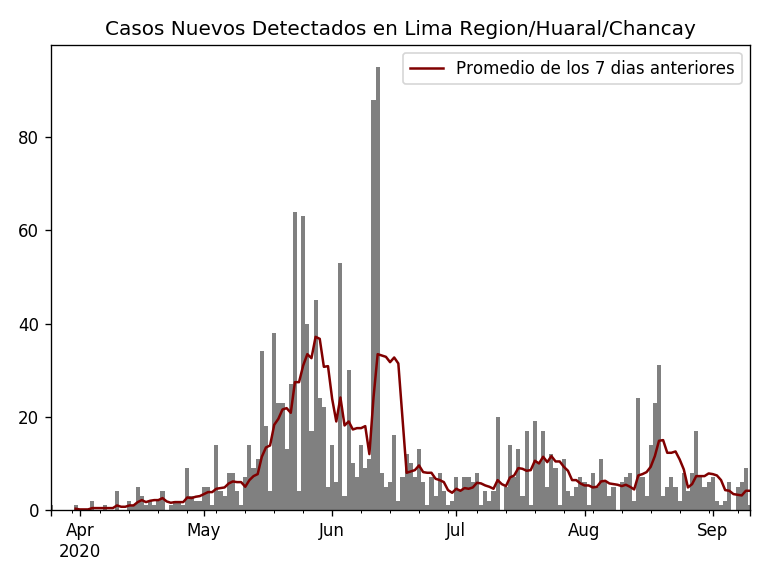 Casos Nuevos Detectados en Lima Region/Huaral/Chancay
Promedio de los 7 dias anteriores
80
60
40
20
0
Apr May Jun Jul Aug Sep
2020